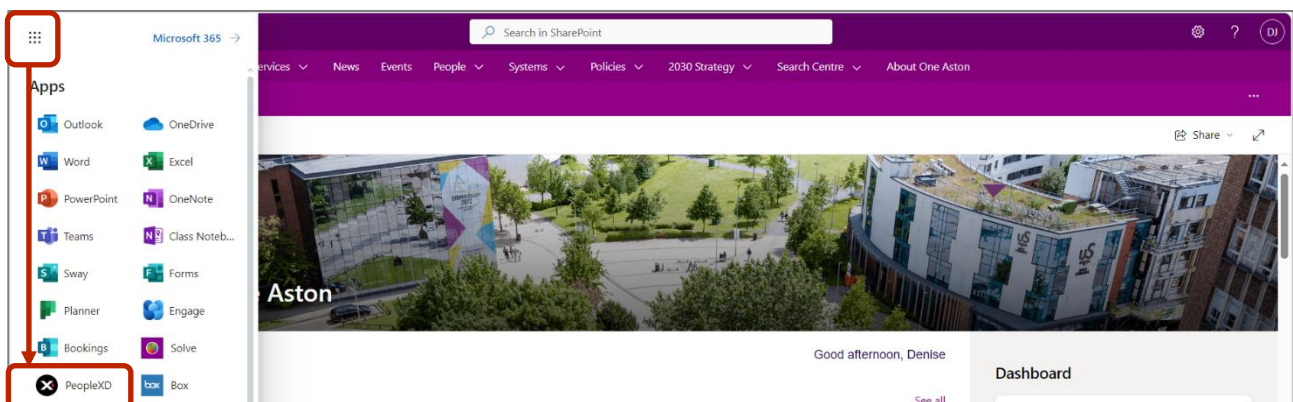 Microsoft 365 →
Search in SharePoint
? DJ
ervices News Events People Systems Policies 2030 Strategy Search Centre About One Aston
Apps
...
Outlook OneDrive
Share
Word Excel
PowerPoint OneNote
Teams Class Noteb...
Sway Forms
Aston
Planner Engage
Bookings Solve
Good afternoon, Denise
Dashboard
PeopleXD box Box
See all